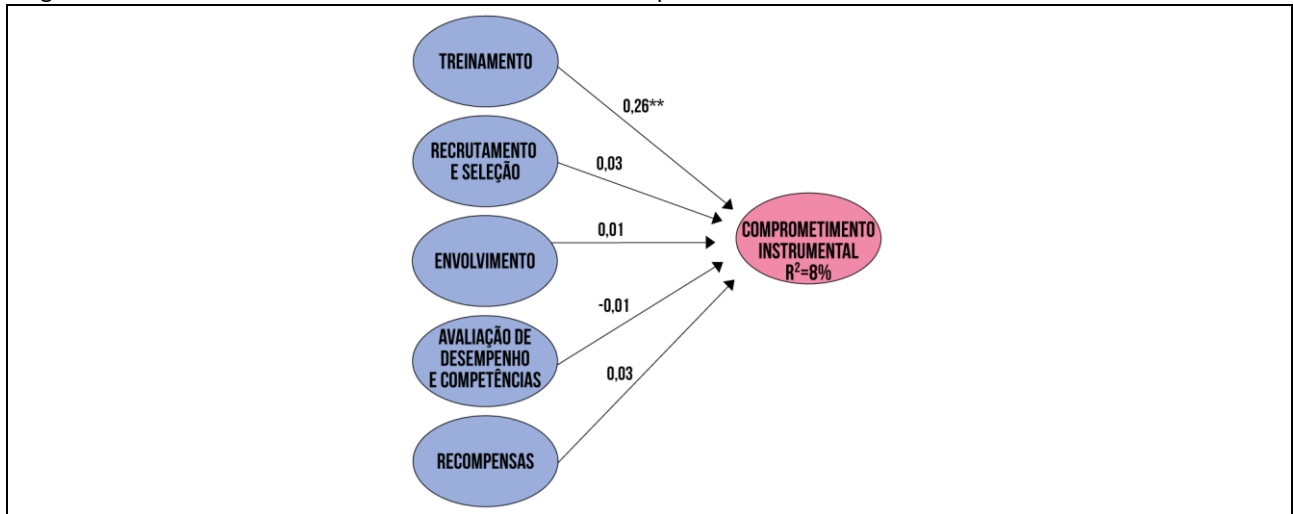 TREINAMENTO
0,26**
RECRUTAMENTO
E SELEÇÃO
0,03
ENVOLVIMENTO
0,01
COMPROMETIMENTO
INSTRUMENTAL
R²=8%
AVALIAÇÃO DE
DESEMPENHO
E COMPETÊNCIAS
-0,01
RECOMPENSAS
0,03